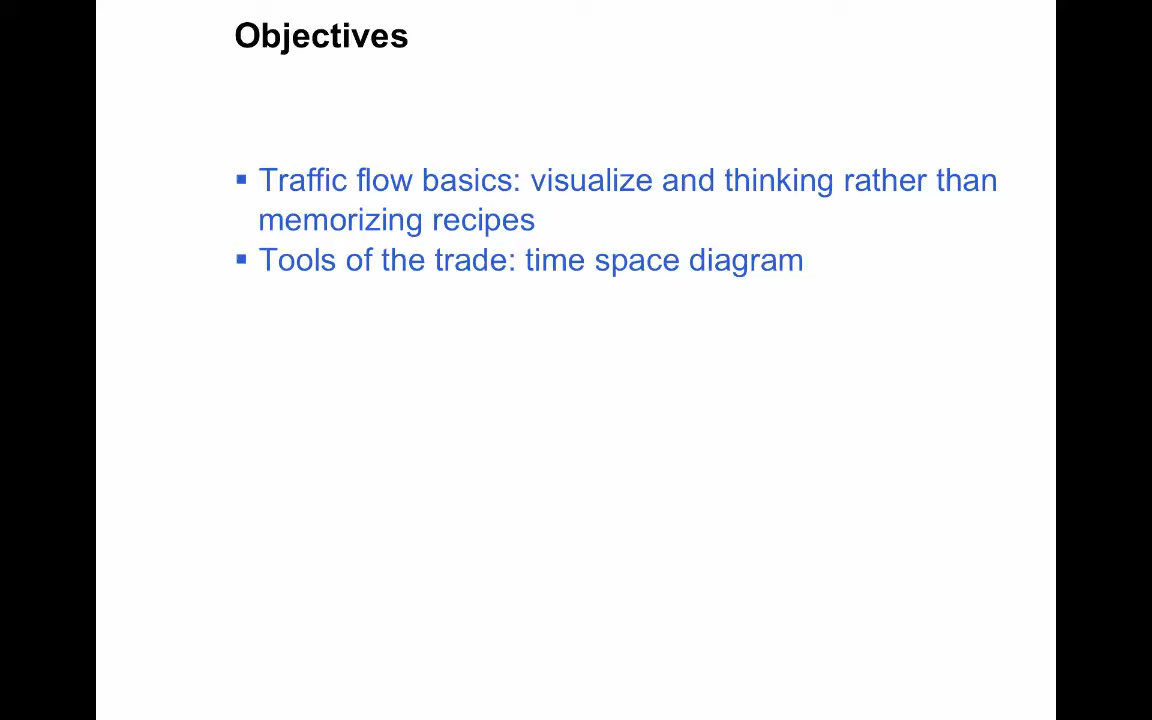 Objectives
▪ Traffic flow basics: visualize and thinking rather than
memorizing recipes
▪ Tools of the trade: time space diagram